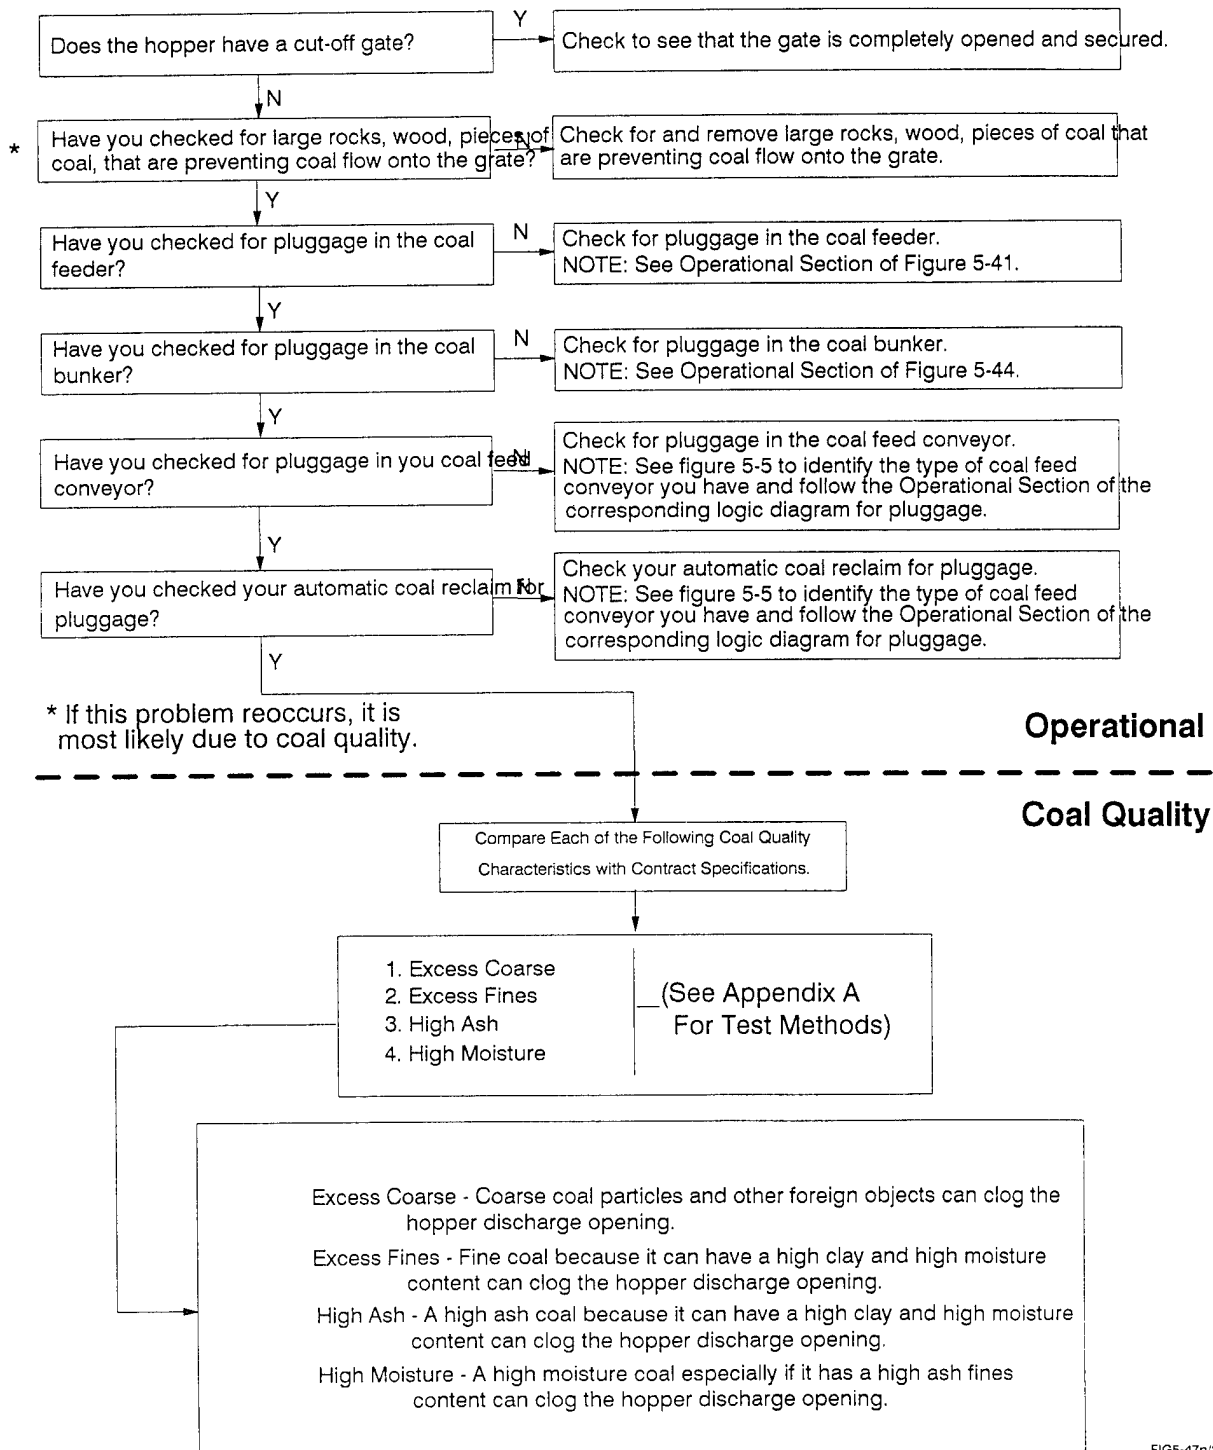 Y
Does the hopper have a cut-off gate?
Check to see that the gate is completely opened and secured.
N
*
Have you checked for large rocks, wood, pieces of
coal, that are preventing coal flow onto the grate?
N
Check for and remove large rocks, wood, pieces of coal that
are preventing coal flow onto the grate.
Y
Have you checked for pluggage in the coal
feeder?
N
Check for pluggage in the coal feeder.
NOTE: See Operational Section of Figure 5-41.
Y
Have you checked for pluggage in the coal
bunker?
N
Check for pluggage in the coal bunker.
NOTE: See Operational Section of Figure 5-44.
Y
Have you checked for pluggage in you coal feed
conveyor?
N
Check for pluggage in the coal feed conveyor.
NOTE: See figure 5-5 to identify the type of coal feed
conveyor you have and follow the Operational Section of the
corresponding logic diagram for pluggage.
Y
Have you checked your automatic coal reclaim for
pluggage?
N
Check your automatic coal reclaim for pluggage.
NOTE: See figure 5-5 to identify the type of coal feed
conveyor you have and follow the Operational Section of the
corresponding logic diagram for pluggage.
Y
* If this problem reoccurs, it is
most likely due to coal quality.
Operational
Coal Quality
Compare Each of the Following Coal Quality
Characteristics with Contract Specifications.
1. Excess Coarse
2. Excess Fines
3. High Ash
4. High Moisture
(See Appendix A
For Test Methods)
Excess Coarse - Coarse coal particles and other foreign objects can clog the
hopper discharge opening.
Excess Fines - Fine coal because it can have a high clay and high moisture
content can clog the hopper discharge opening.
High Ash - A high ash coal because it can have a high clay and high moisture
content can clog the hopper discharge opening.
High Moisture - A high moisture coal especially if it has a high ash fines
content can clog the hopper discharge opening.